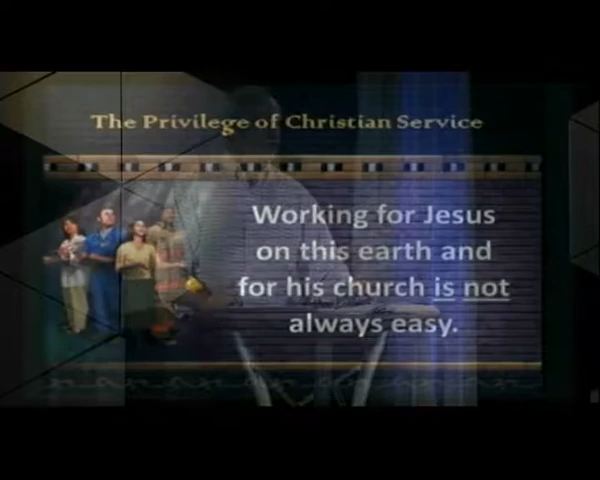 The Privilege of Christian Service
Working for Jesus
on this earth and
for his church is not
always easy.